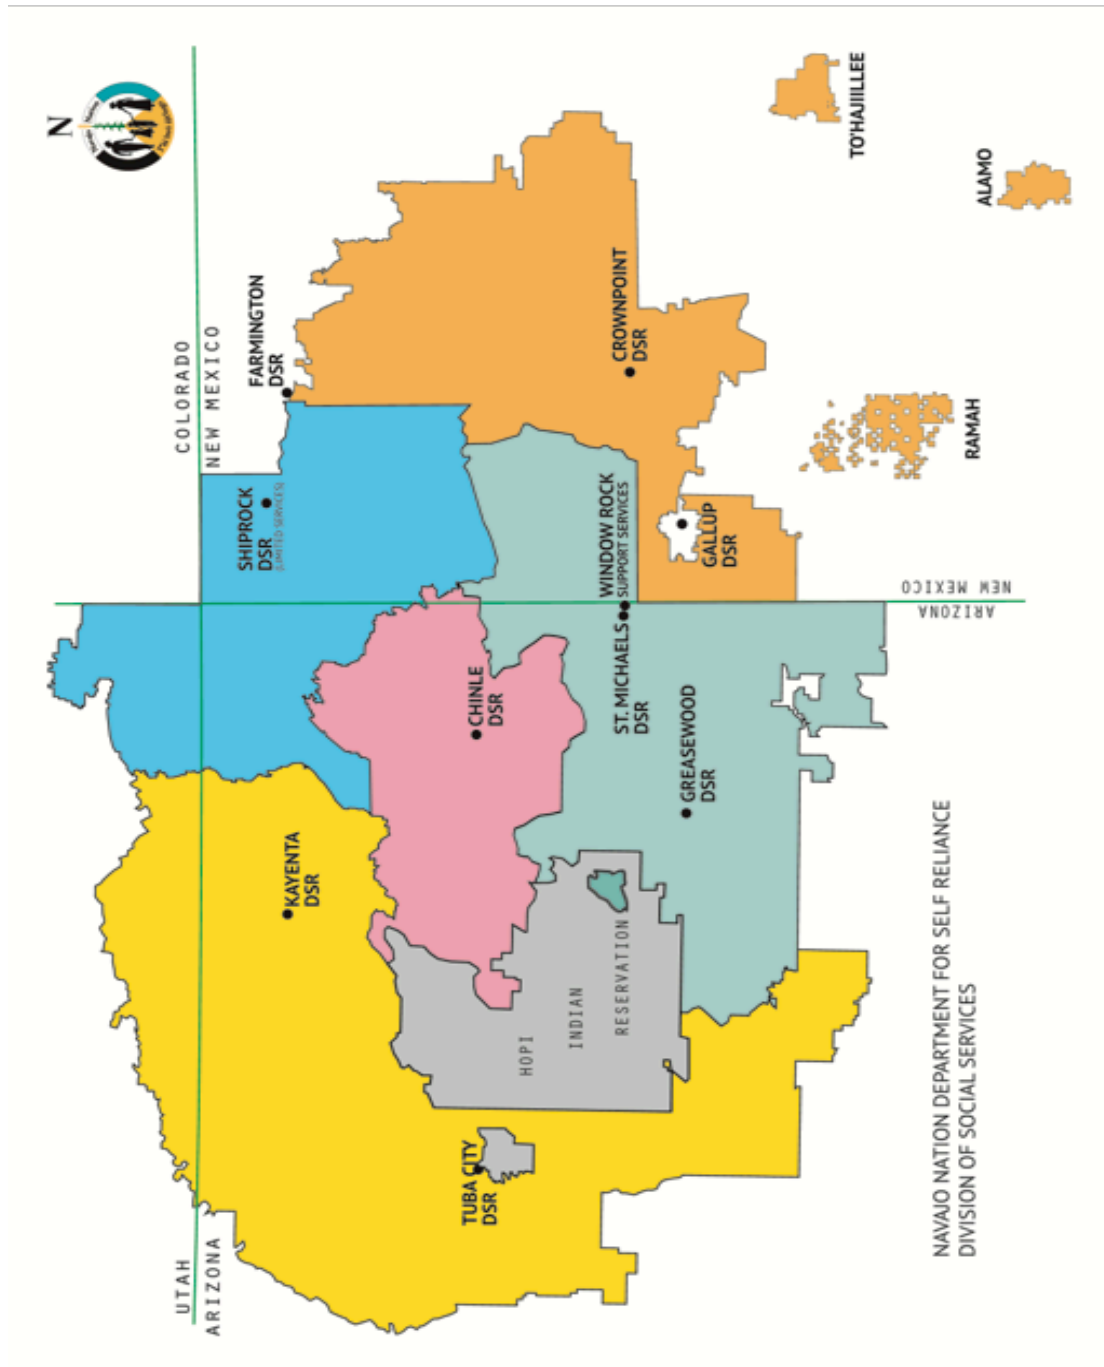 N
COLORADO
NEW MEXICO
UTAH
ARIZONA
FARMINGTON
DSR
SHIPROCK
DSR
(LIMITED SERVICES)
KAYENTA
DSR
CHINLE
DSR
TUBA CITY
DSR
CROWNPOINT
DSR
WINDOW ROCK
SUPPORT SERVICES
ST. MICHAELS
DSR
GALLUP
DSR
GREASEWOOD
DSR
HOPI
INDIAN
RESERVATION
TO'HAJIILLEE
ALAMO
RAMAH
NEW MEXICO
ARIZONA
NAVAJO NATION DEPARTMENT FOR SELF RELIANCE
DIVISION OF SOCIAL SERVICES